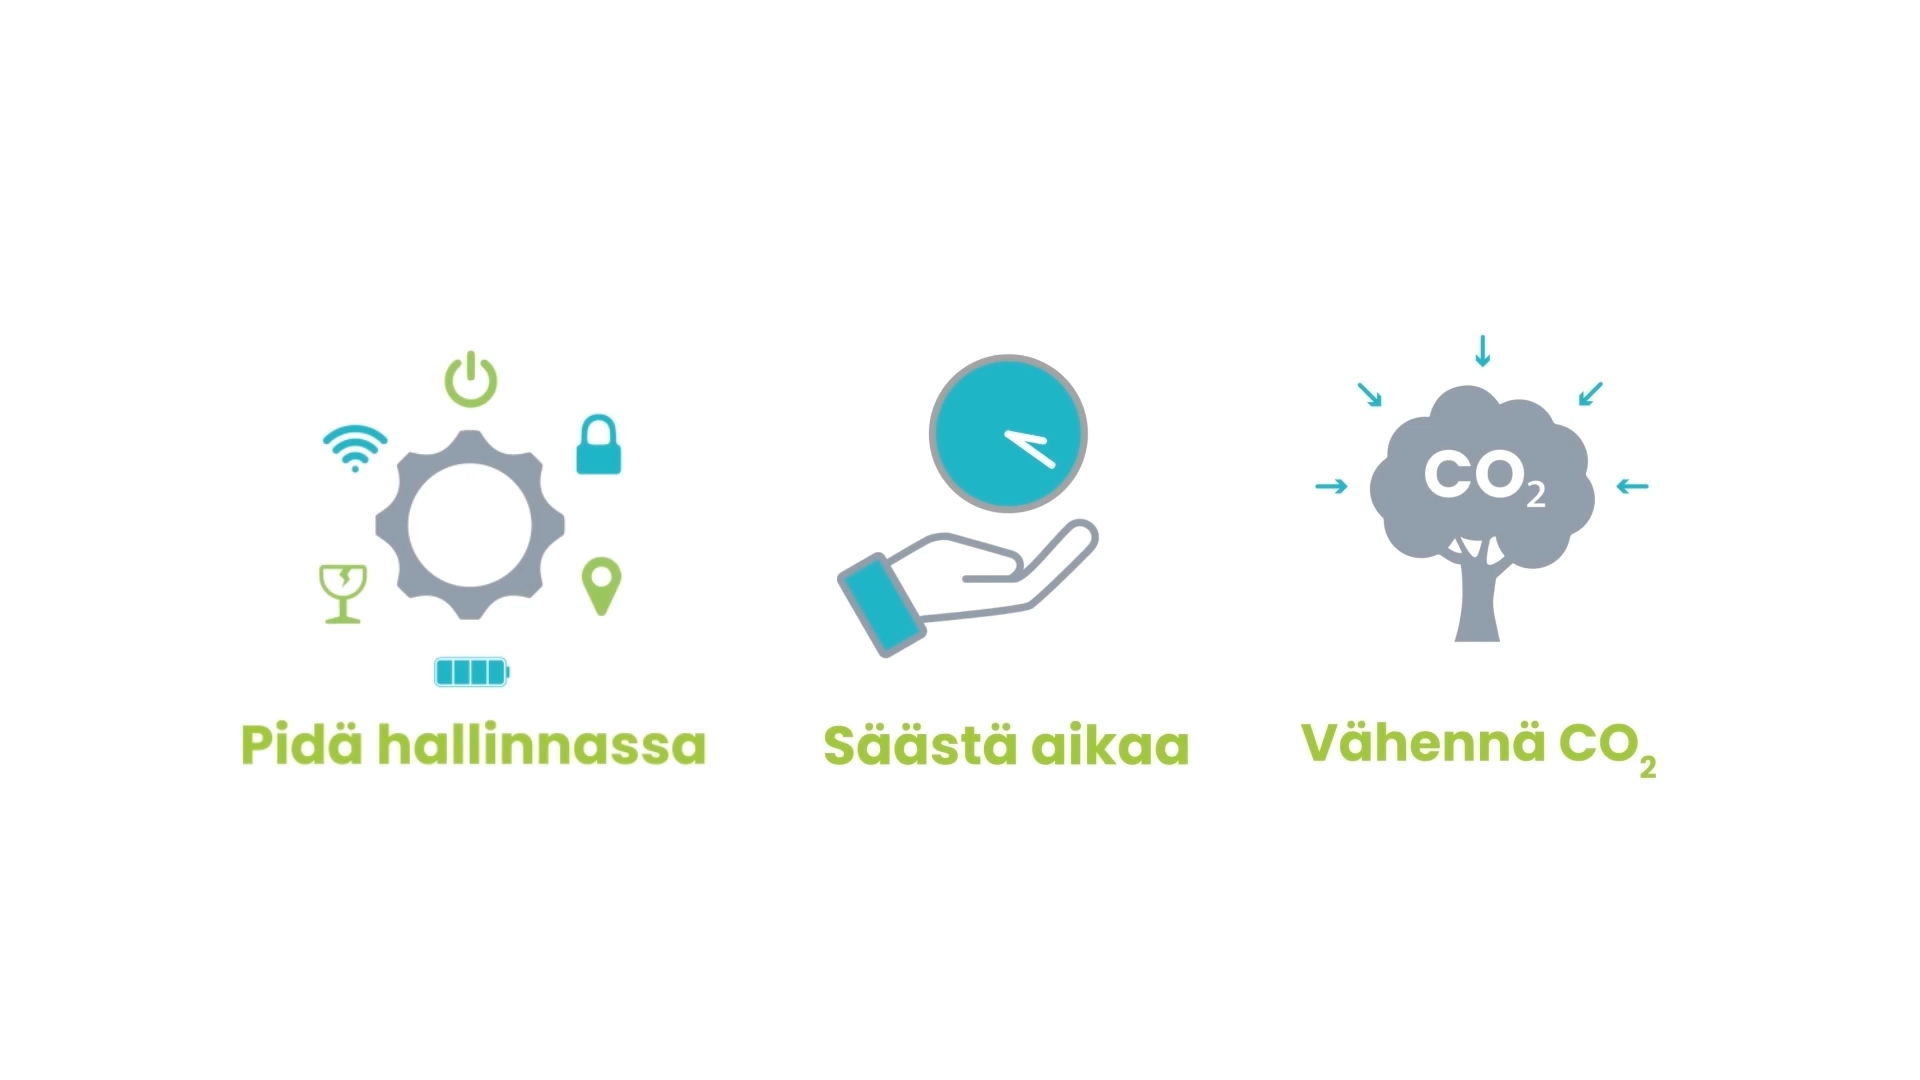 CO₂
Pidä hallinnassa
Säästä aikaa
Vähennä CO₂